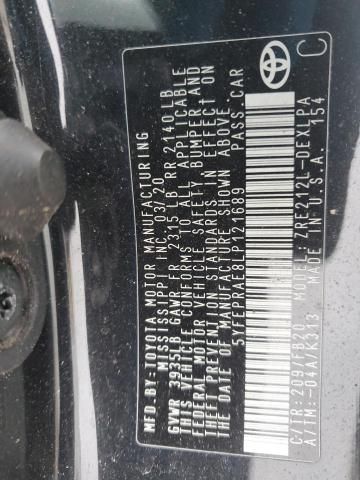 MFD.BY:TOYOTA MOTOR MANUFACTURING
MISSISSIPPI INC. 03/20
GVWR 3935LB GAWR FR 2315 LB RR 2140 LB
THIS VEHICLE CONFORMS TO ALL APPLICABLE
FEDERAL MOTOR VEHICLE SAFETY, BUMPER AND
THEFT PREVENTION STANDARDS IN EFFECT ON
THE DATE OF MANUFACTURE SHOWN ABOVE.
5YFEPRAE8LP121689 PASS. CAR
C/TR: 209/FB20
MODEL: ZRE212L-DEXLPA
A/TM: -04A/K313
MADE IN U.S.A. 154
C